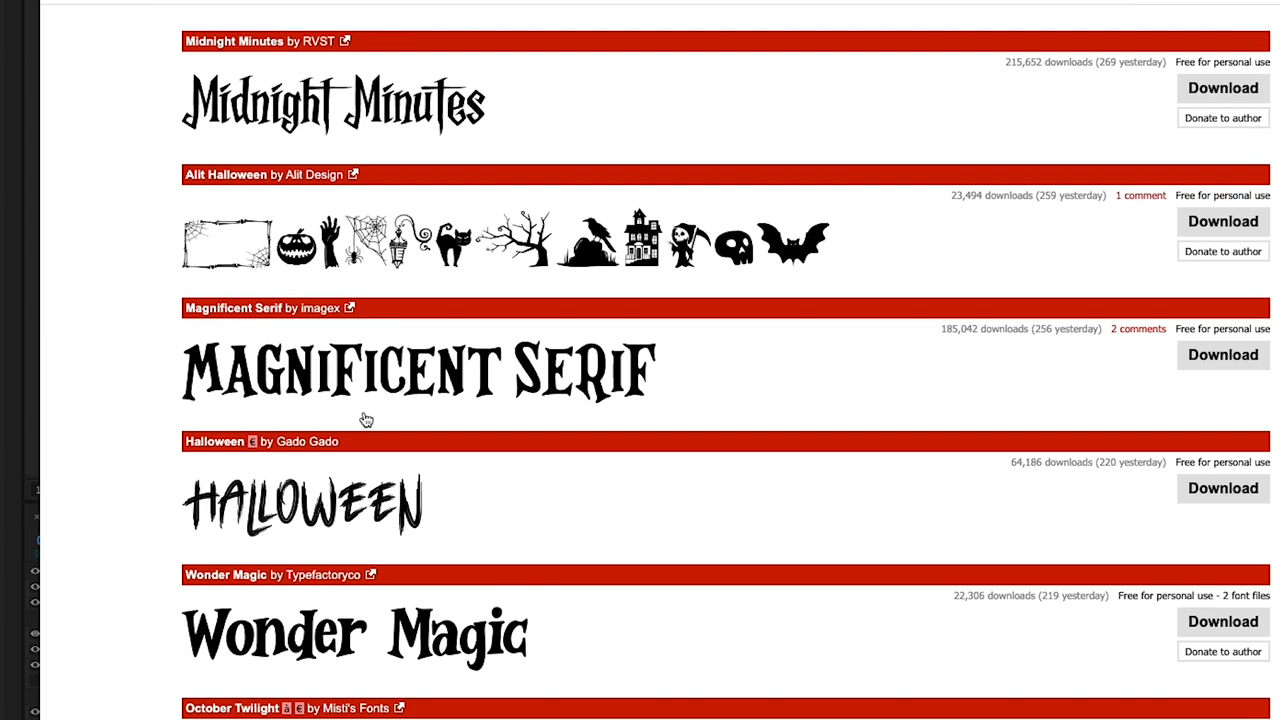 Midnight Minutes by RVST
215,652 downloads (269 yesterday) Free for personal use
Midnight Minutes
Download
Donate to author
Alit Halloween by Alit Design
23,494 downloads (259 yesterday) 1 comment Free for personal use
Download
Donate to author
Magnificent Serif by imagex
185,042 downloads (256 yesterday) 2 comments Free for personal use
MAGNIFICENT SERIF
Download
Halloween € by Gado Gado
64,186 downloads (220 yesterday) Free for personal use
HALLOWEEN
Download
Wonder Magic by Typefactoryco
22,306 downloads (219 yesterday) Free for personal use - 2 font files
Wonder Magic
Download
Donate to author
October Twilight à € by Misti's Fonts